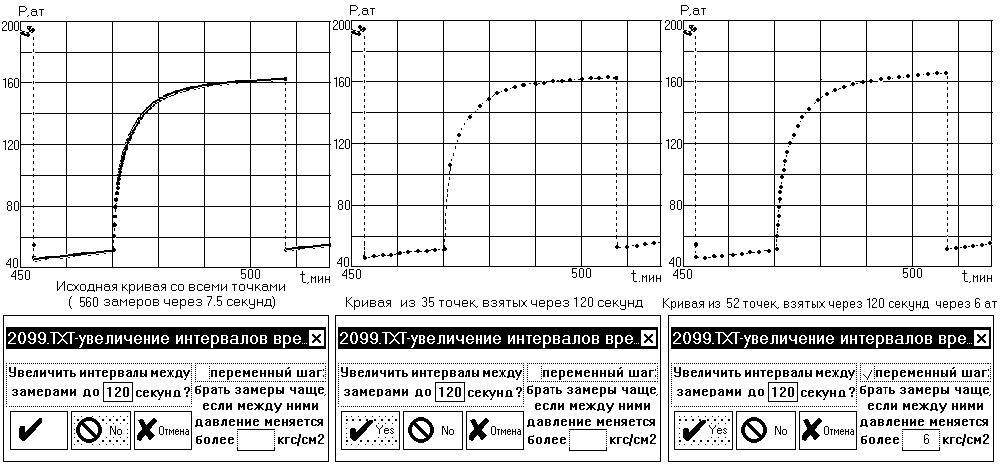 P,ат
200
160
120
80
40
450
500
t,мин
Исходная кривая со всеми точками
( 560 замеров через 7.5 секунд)
P,ат
200
160
120
80
40
450
500
t,мин
Кривая из 35 точек, взятых через 120 секунд
P,ат
200
160
120
80
40
450
500
t,мин
Кривая из 52 точек, взятых через 120 секунд через 6 ат
2099.TXT-увеличение интервалов вре...
Увеличить интервалы между
замерами до 120 секунд?
No
Отмена
переменный шаг:
брать замеры чаще,
если между ними
давление меняется
более кгс/см2
2099.TXT-увеличение интервалов вре...
Увеличить интервалы между
замерами до 120 секунд?
Yes
No
Отмена
переменный шаг:
брать замеры чаще,
если между ними
давление меняется
более кгс/см2
2099.TXT-увеличение интервалов вре...
Увеличить интервалы между
замерами до 120 секунд?
Yes
No
Отмена
переменный шаг:
брать замеры чаще,
если между ними
давление меняется
более 6 кгс/см2